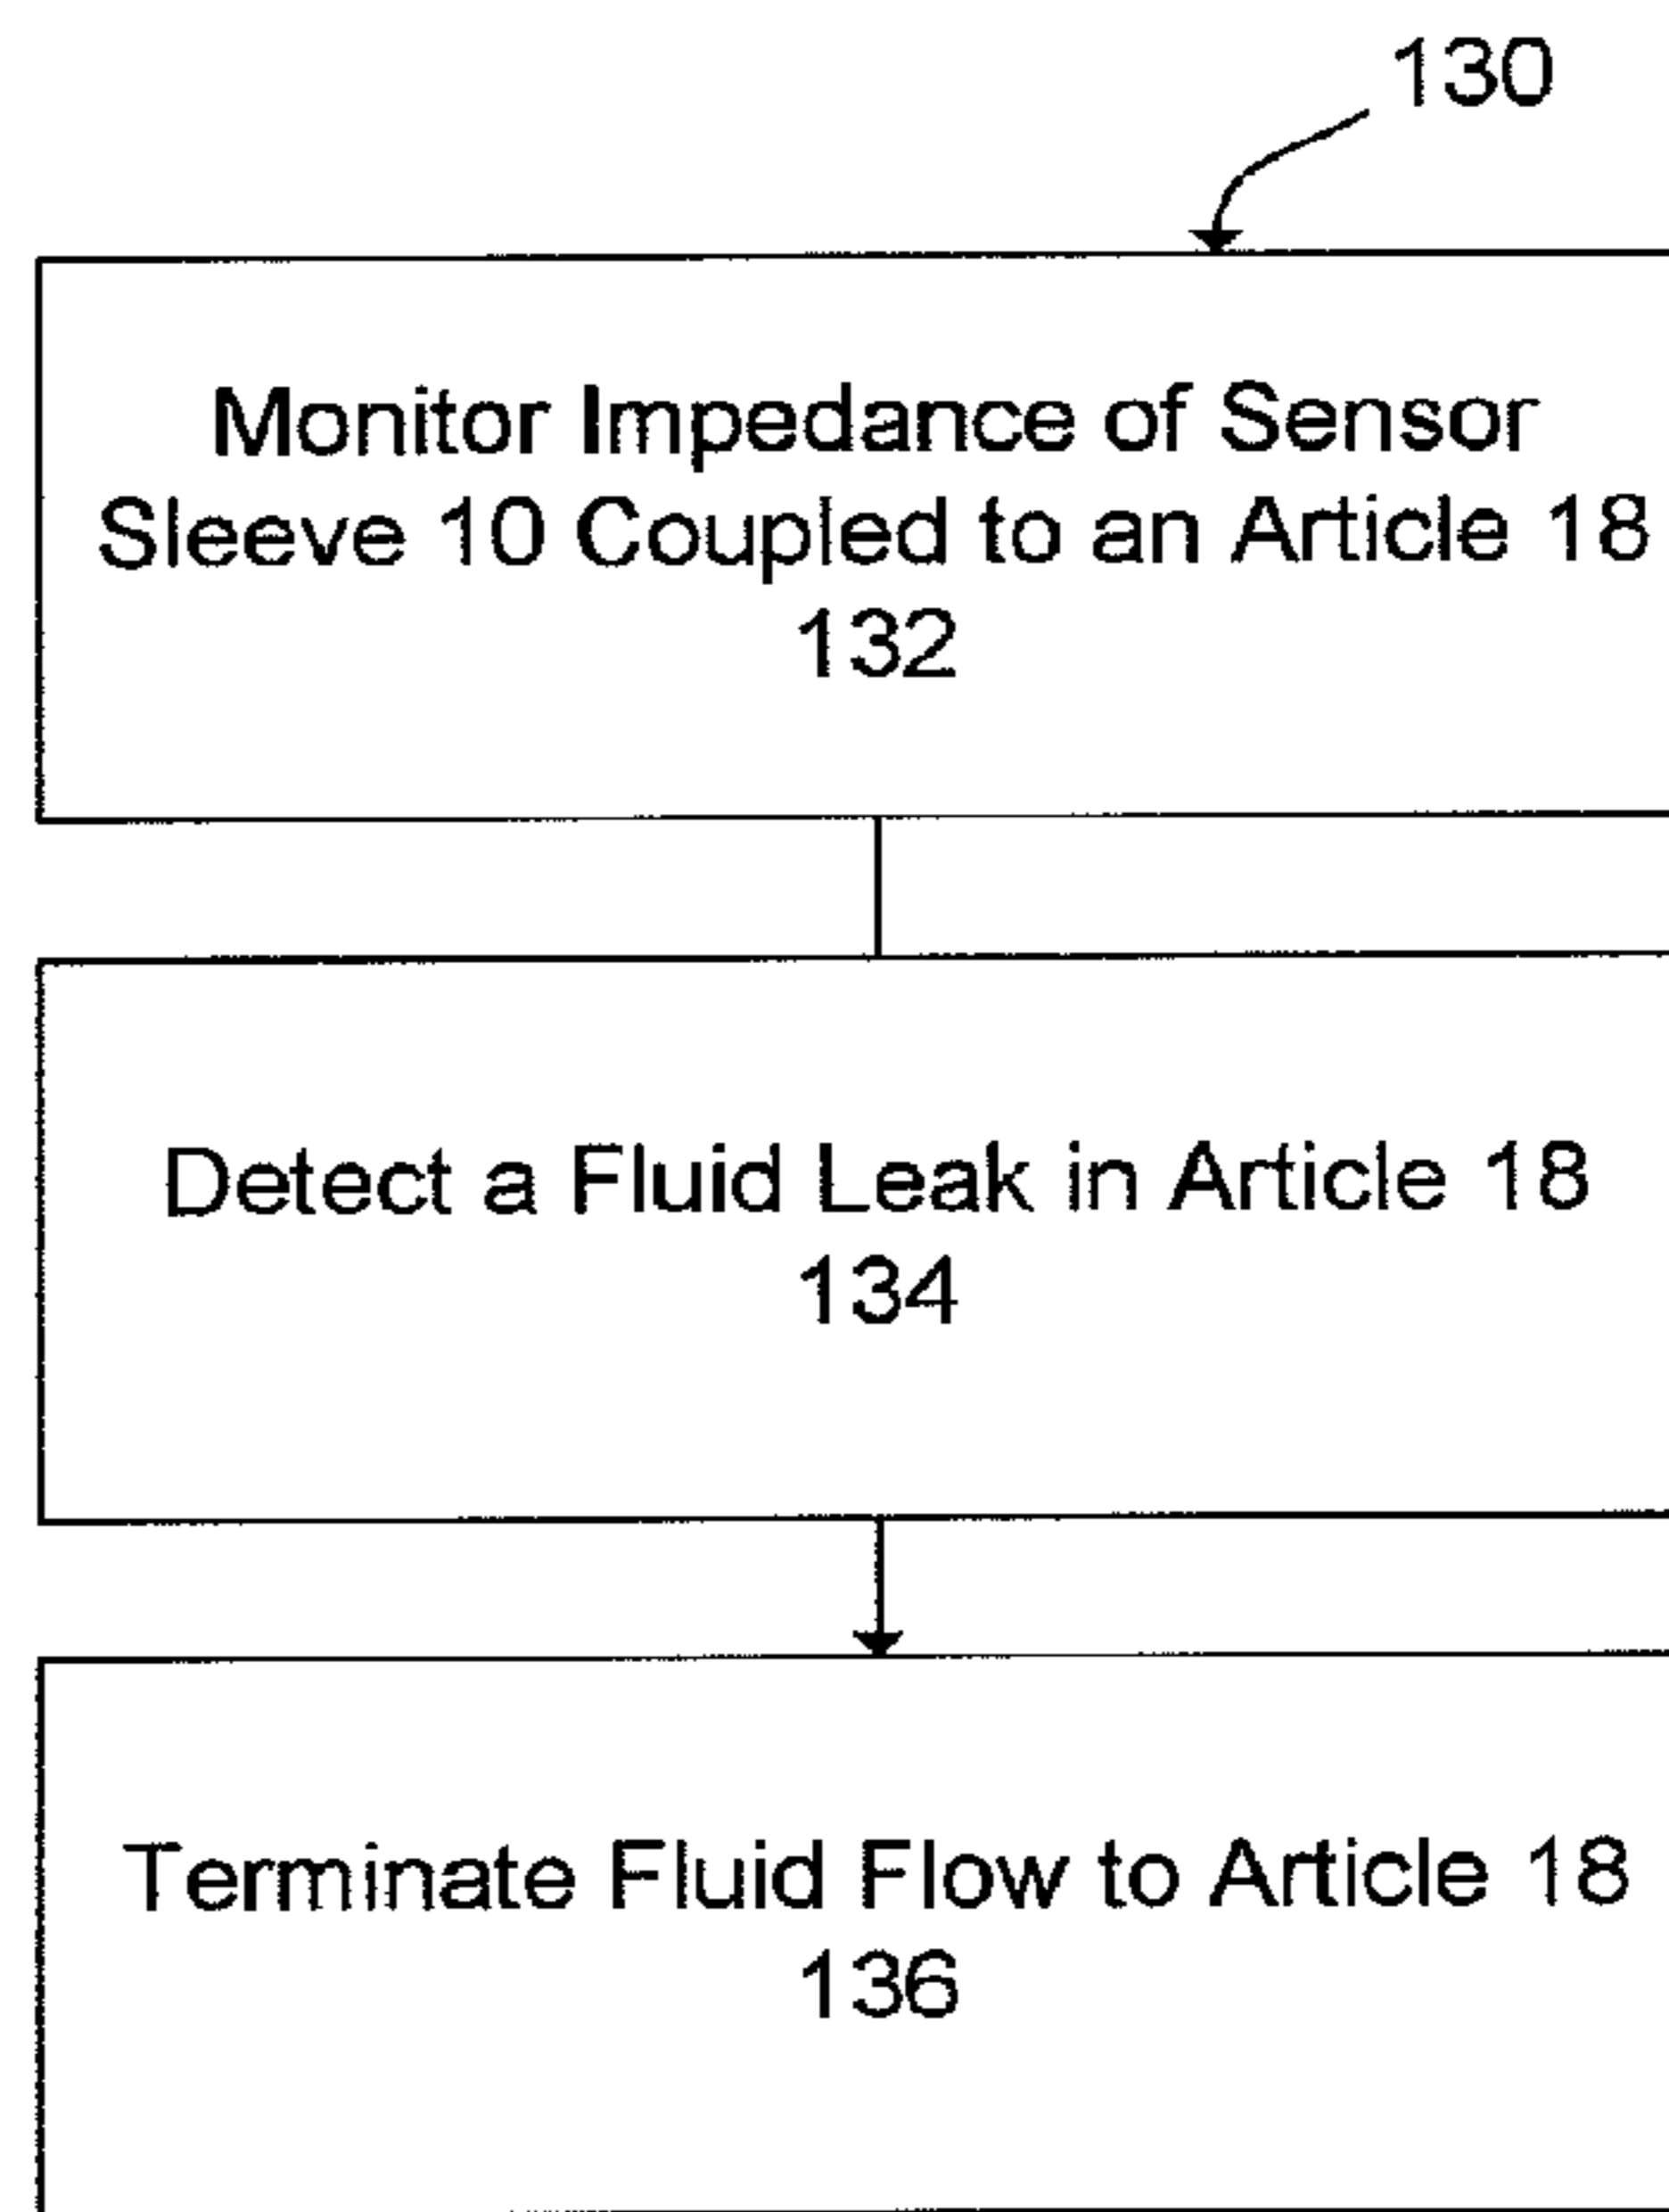 130
Monitor Impedance of Sensor
Sleeve 10 Coupled to an Article 18
132
Detect a Fluid Leak in Article 18
134
Terminate Fluid Flow to Article 18
136